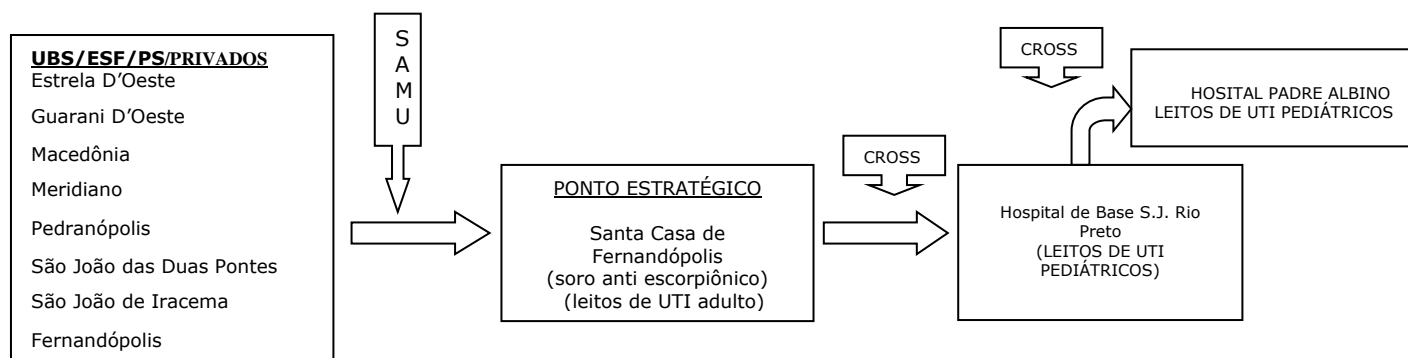 UBS/ESF/PS/PRIVADOS
Estrela D’Oeste
Guarani D’Oeste
Macedônia
Meridiano
Pedranópolis
São João das Duas Pontes
São João de Iracema
Fernandópolis
S
A
M
U
PONTO ESTRATÉGICO
Santa Casa de
Fernandópolis
(soro anti escorpiônico)
(leitos de UTI adulto)
CROSS
Hospital de Base S.J. Rio
Preto
(LEITOS DE UTI
PEDIÁTRICOS)
CROSS
HOSITAL PADRE ALBINO
LEITOS DE UTI PEDIÁTRICOS